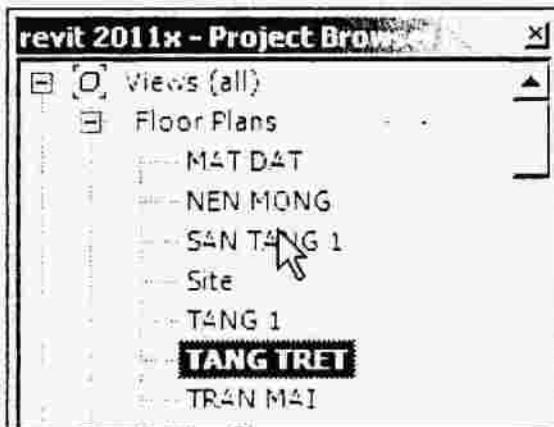 revit 2011x - Project Browser
Views (all)
Floor Plans
MAT DAT
NEN MONG
SAN TANG 1
Site
TANG 1
TANG TRET
TRAN MAI